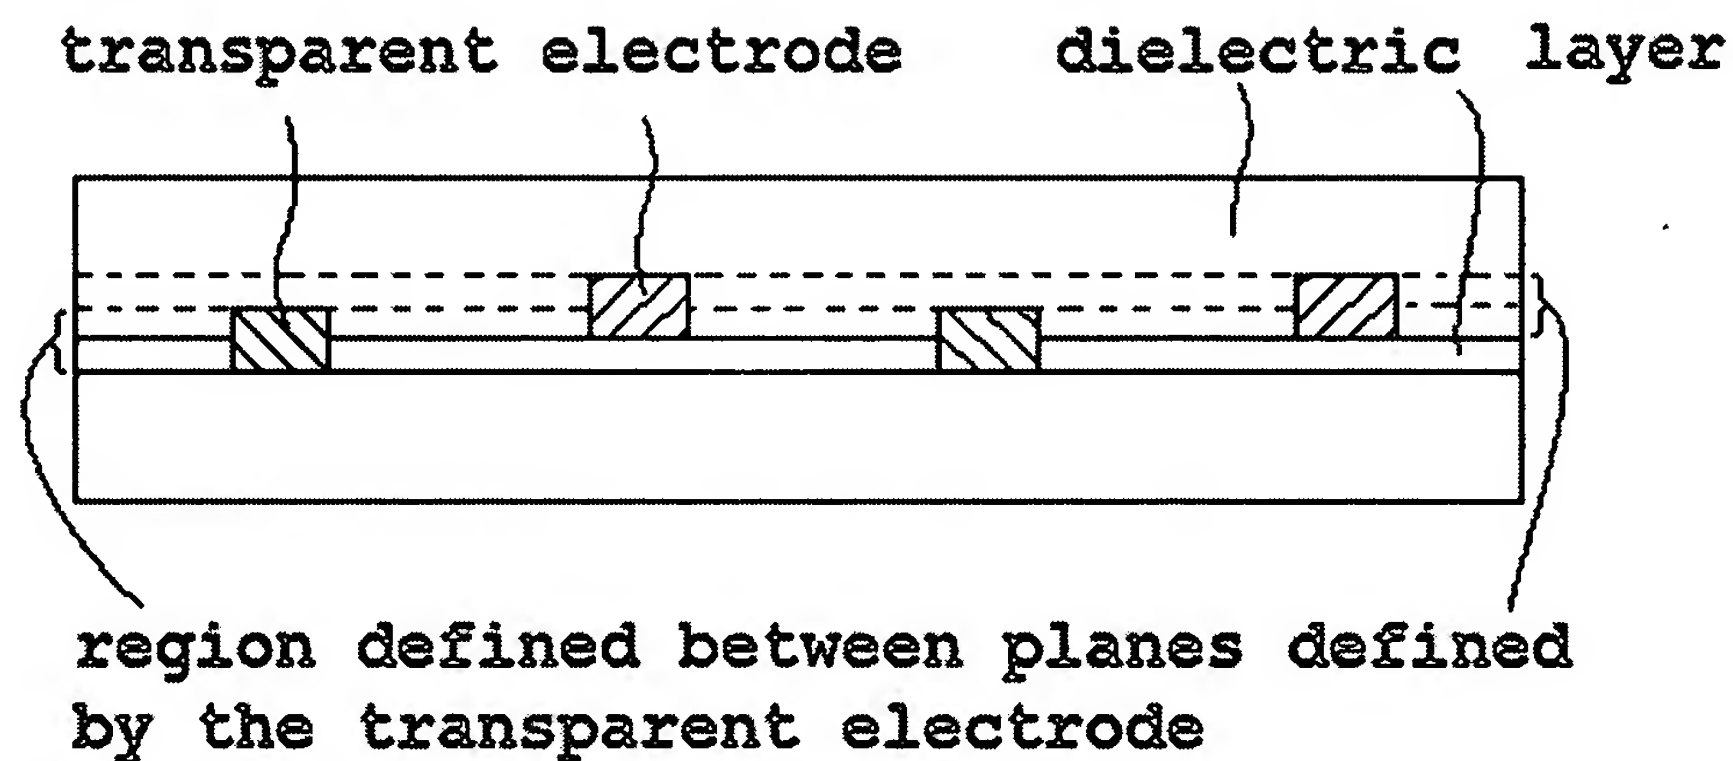 transparent electrode dielectric layer
region defined between planes defined
by the transparent electrode